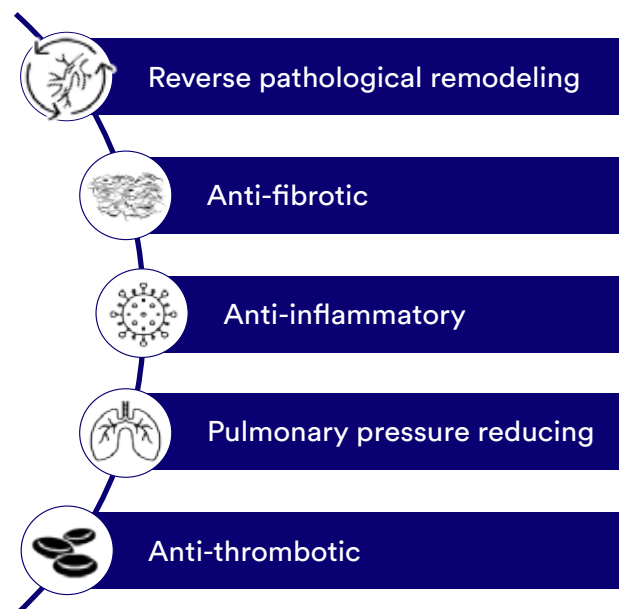 Reverse pathological remodeling
Anti-fibrotic
Anti-inflammatory
Pulmonary pressure reducing
Anti-thrombotic